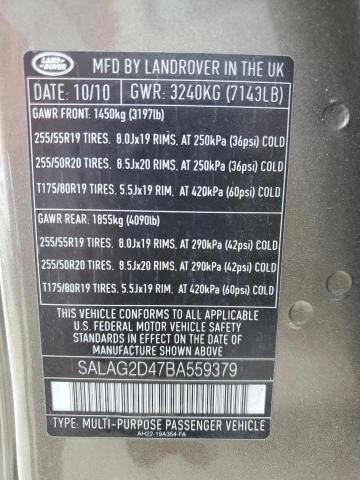 LAND
ROVER
MFD BY LANDROVER IN THE UK
DATE: 10/10 GWR: 3240KG (7143LB)
GAWR FRONT: 1450kg (3197lb)
255/55R19 TIRES. 8.0Jx19 RIMS, AT 250kPa (36psi) COLD
255/50R20 TIRES. 8.5Jx20 RIMS, AT 250kPa (36psi) COLD
T175/80R19 TIRES. 5.5Jx19 RIM, AT 420kPa (60psi) COLD
GAWR REAR: 1855kg (4090lb)
255/55R19 TIRES. 8.0Jx19 RIMS, AT 290kPa (42psi) COLD
255/50R20 TIRES. 8.5Jx20 RIMS, AT 290kPa (42psi) COLD
T175/80R19 TIRES. 5.5Jx19 RIM, AT 420kPa (60psi) COLD
THIS VEHICLE CONFORMS TO ALL APPLICABLE
U.S. FEDERAL MOTOR VEHICLE SAFETY
STANDARDS IN EFFECT ON THE DATE OF
MANUFACTURE SHOWN ABOVE.
SALAG2D47BA559379
TYPE: MULTI-PURPOSE PASSENGER VEHICLE
AH22-19A354-FA